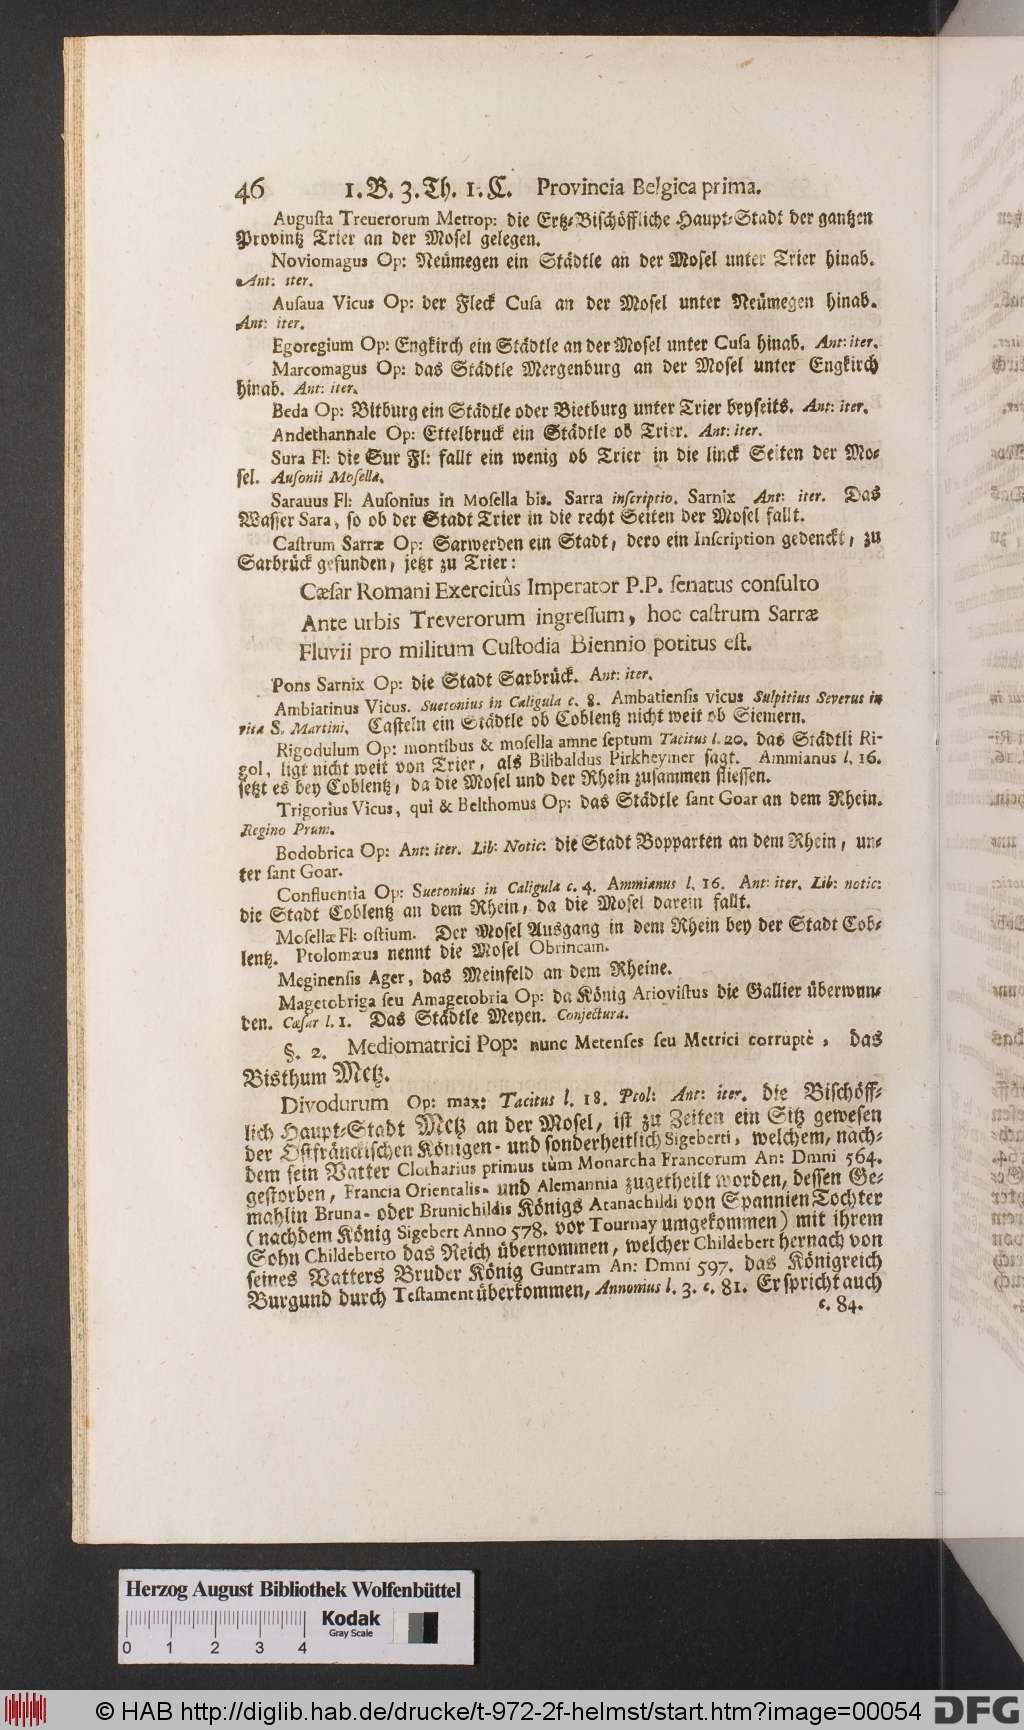 46 1. B. 3. Th. 1. C. Provincia Belgica prima.
Augusta Treuerorum Metrop: die Ertz-Bischöffliche Haupt-Stadt der gantzen
Provintz Trier an der Mosel gelegen.
Noviomagus Op: Neümegen ein Städtle an der Mosel unter Trier hinab.
Ant: iter.
Ausaua Vicus Op: der Fleck Cusa an der Mosel unter Neümegen hinab.
Ant: iter.
Egoregium Op: Engkirch ein Städtle an der Mosel unter Cusa hinab. Ant: iter.
Marcomagus Op: das Städtle Mergenburg an der Mosel unter Engkirch
hinab. Ant: iter.
Beda Op: Bitburg ein Städtle oder Bietburg unter Trier beyseits. Ant: iter.
Andethannale Op: Ettelbruck ein Städtle ob Trier. Ant: iter.
Sura Fl: die Sur Fl: fallt ein wenig ob Trier in die linck Seiten der Mo-
sel. Ausonii Mosella.
Sarauus Fl: Ausonius in Mosella bis. Sarra inscriptio. Sarnix Ant: iter. Das
Wasser Sara, so ob der Stadt Trier in die recht Seiten der Mosel fallt.
Castrum Sarræ Op: Sarwerden ein Stadt, dero ein Inscription gedenckt, zu
Sarbrück gefunden, jetzt zu Trier:
Cæsar Romani Exercitûs Imperator P.P. senatus consulto
Ante urbis Treverorum ingressum, hoc castrum Sarræ
Fluvii pro militum Custodia Biennio potitus est.
Pons Sarnix Op: die Stadt Sarbrück. Ant: iter.
Ambiatinus Vicus. Suetonius in Caligula c. 8. Ambatiensis vicus Sulpitius Severus in
vita S. Martini. Casteln ein Städtle ob Coblentz nicht weit ob Siemern.
Rigodulum Op: montibus & mosella amne septum Tacitus l. 20. das Städtli Ri-
gol, ligt nicht weit von Trier, als Bilibaldus Pirkheymer sagt. Ammianus l. 16.
setzt es bey Coblentz, da die Mosel und der Rhein zusammen fliessen.
Trigorius Vicus, qui & Belthomus Op: das Städtle sant Goar an dem Rhein.
Regino Prum.
Bodobrica Op: Ant: iter. Lib: Notic: die Stadt Bopparten an dem Rhein, un-
ter sant Goar.
Confluentia Op: Suetonius in Caligula c. 4. Ammianus l. 16. Ant: iter. Lib: notic:
die Stadt Coblentz an dem Rhein, da die Mosel darein fallt.
Mosellæ Fl: ostium. Der Mosel Ausgang in dem Rhein bey der Stadt Cob-
lentz. Ptolomæus nennt die Mosel Obrincam.
Meginensis Ager, das Meinfeld an dem Rheine.
Magetobriga seu Amagetobria Op: da König Ariovistus die Gallier überwun-
den. Cæsar l. 1. Das Städtle Meyen. Conjectura.
§. 2. Mediomatrici Pop: nunc Metenses seu Metrici corruptè, das
Bisthum Metz.
Divodurum Op: max: Tacitus l. 18. Ptol: Ant: iter. die Bischöff-
lich Haupt-Stadt Metz an der Mosel, ist zu Zeiten ein Sitz gewesen
der Ostfränckischen Königen- und sonderheitlich Sigeberti, welchem, nach-
dem sein Vatter Clotharius primus tùm Monarcha Francorum An: Dmni 564.
gestorben, Francia Orientalis- und Alemannia zugetheilt worden, dessen Ge-
mahlin Bruna- oder Brunichildis Königs Atanachildi von Spannien Tochter
(nachdem König Sigebert Anno 578. vor Tournay umgekommen) mit ihrem
Sohn Childeberto das Reich übernommen, welcher Childebert hernach von
seines Vatters Bruder König Guntram An: Dmni 597. das Königreich
Burgund durch Testament überkommen, Annonius l. 3. c. 81. Er spricht auch
c. 84.
Herzog August Bibliothek Wolfenbüttel
Kodak
Gray Scale
0 1 2 3 4
© HAB http://diglib.hab.de/drucke/t-972-2f-helmst/start.htm?image=00054 DFG